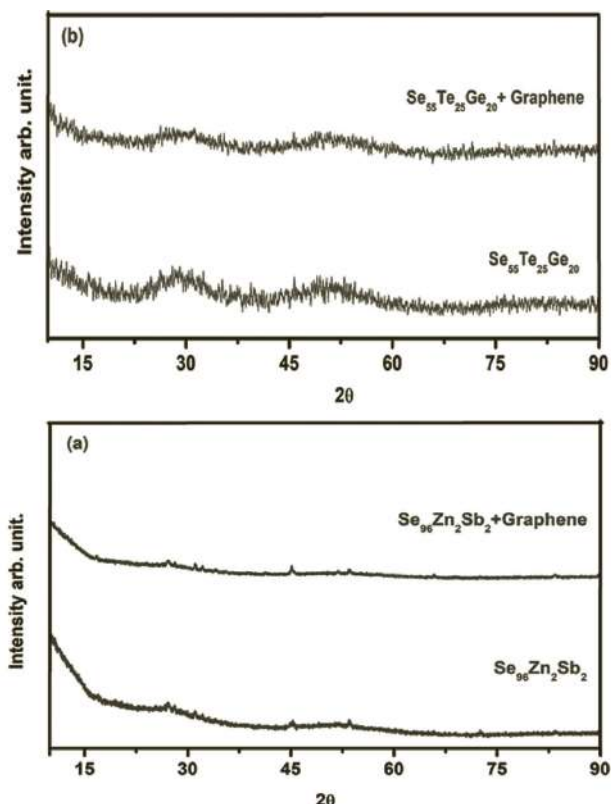 (b)
Se55Te25Ge20+ Graphene
Se55Te25Ge20
Intensity arb. unit.
15 30 45 60 75 90
2θ
(a)
Se96Zn2Sb2+Graphene
Se96Zn2Sb2
Intensity arb. unit.
15 30 45 60 75 90
2θ